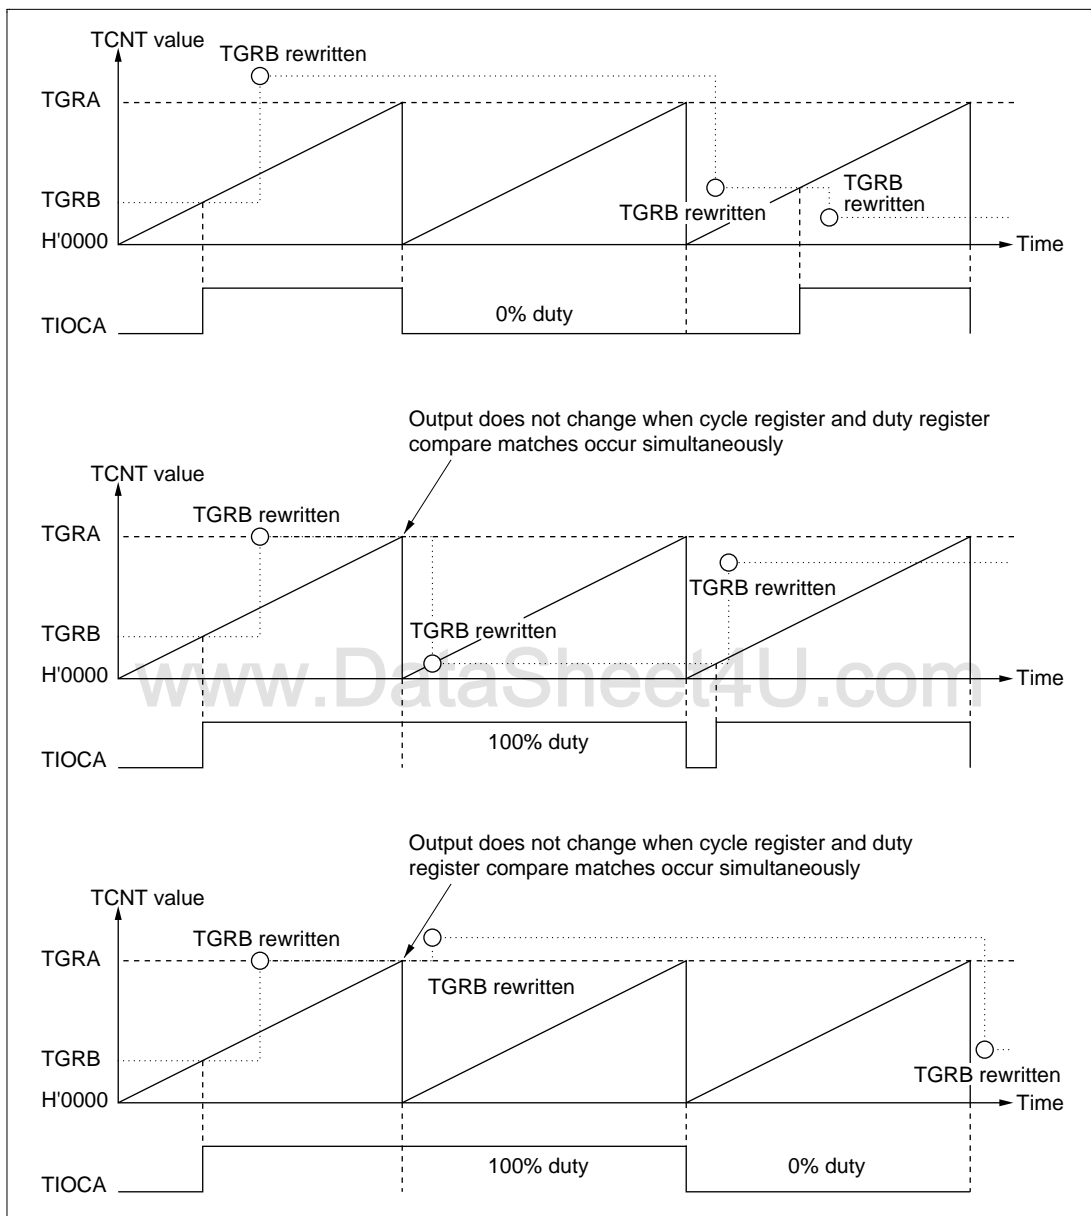 TCNT value
TGRB rewritten
TGRA
TGRB
TGRB rewritten
TGRB
rewritten
H'0000
Time
TIOCA
0% duty
Output does not change when cycle register and duty register
compare matches occur simultaneously
TCNT value
TGRB rewritten
TGRA
TGRB rewritten
TGRB
TGRB rewritten
H'0000
Time
www.DataSheet4U.com
TIOCA
100% duty
Output does not change when cycle register and duty
register compare matches occur simultaneously
TCNT value
TGRB rewritten
TGRA
TGRB rewritten
TGRB
TGRB rewritten
H'0000
Time
TIOCA
100% duty
0% duty